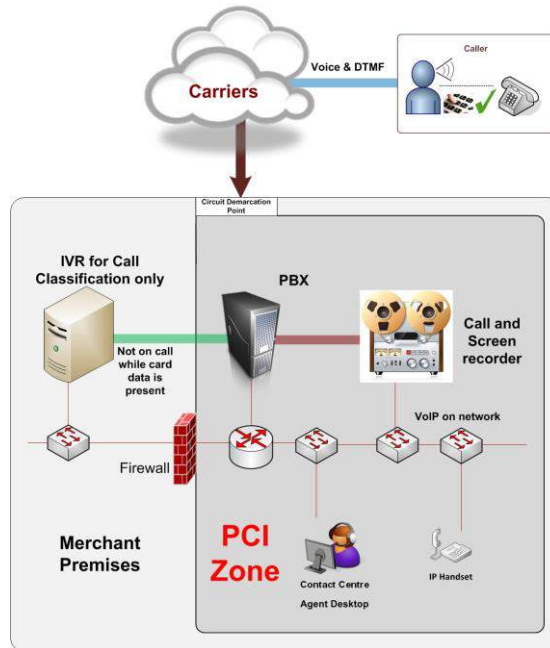 Caller
Voice & DTMF
Carriers
Circuit Demarcation
Point
IVR for Call
Classification only
PBX
Call and
Screen
recorder
Not on call
while card
data is
present
VoIP on network
Firewall
Merchant
Premises
PCI
Zone
Contact Centre
Agent Desktop
IP Handset